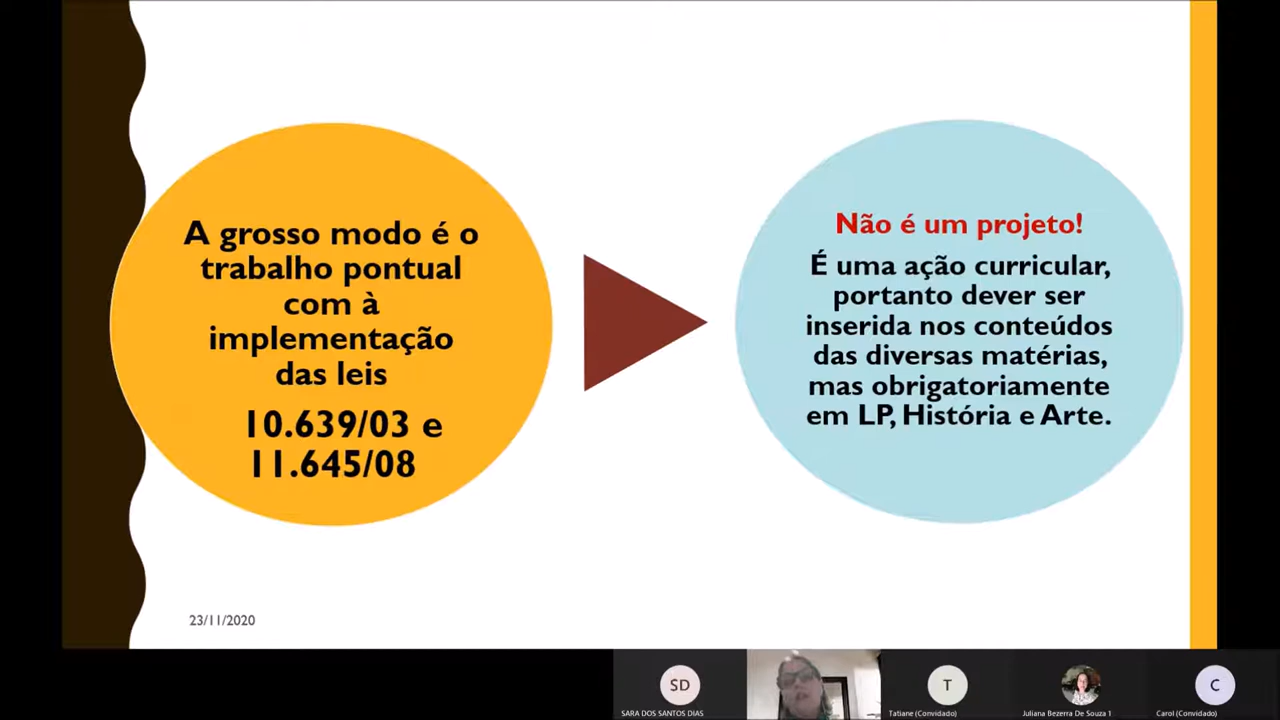 A grosso modo é o
trabalho pontual
com à
implementação
das leis
10.639/03 e
11.645/08
Não é um projeto!
É uma ação curricular,
portanto dever ser
inserida nos conteúdos
das diversas matérias,
mas obrigatoriamente
em LP, História e Arte.
23/11/2020
SD
SARA DOS SANTOS DIAS
T
Tatiane (Convidado)
Juliana Bezerra De Souza 1
C
Carol (Convidado)